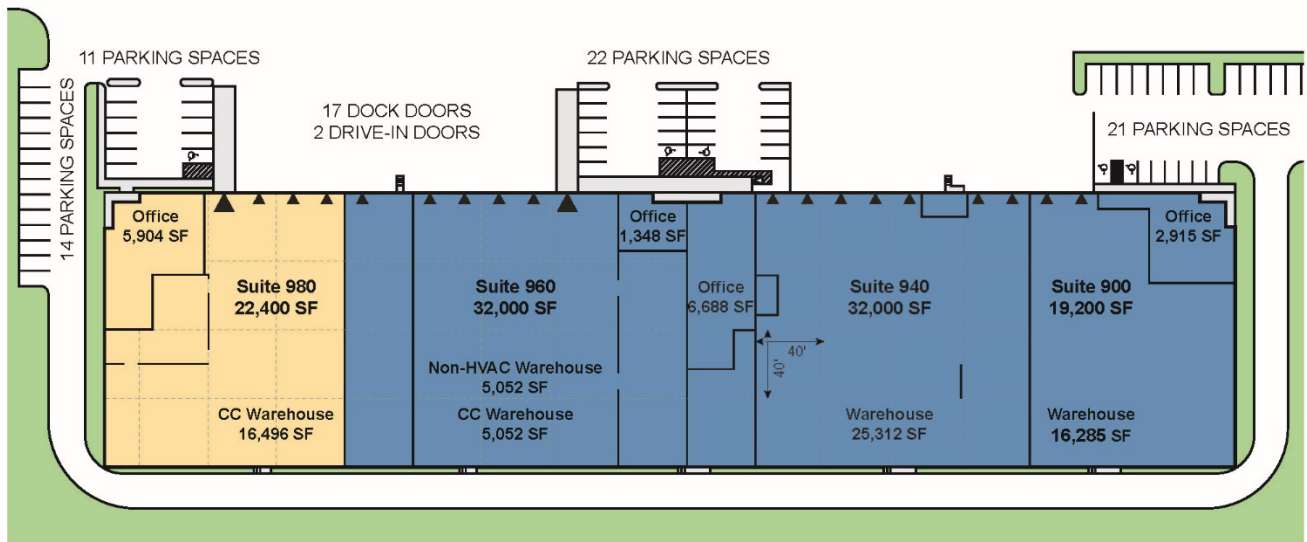 11 PARKING SPACES
22 PARKING SPACES
14 PARKING SPACES
17 DOCK DOORS
2 DRIVE-IN DOORS
21 PARKING SPACES
Office
5,904 SF
Office
1,348 SF
Office
2,915 SF
Suite 980
22,400 SF
Suite 960
32,000 SF
Office
6,688 SF
Suite 940
32,000 SF
Suite 900
19,200 SF
40'
40'
Non-HVAC Warehouse
5,052 SF
CC Warehouse
16,496 SF
CC Warehouse
5,052 SF
Warehouse
25,312 SF
Warehouse
16,285 SF